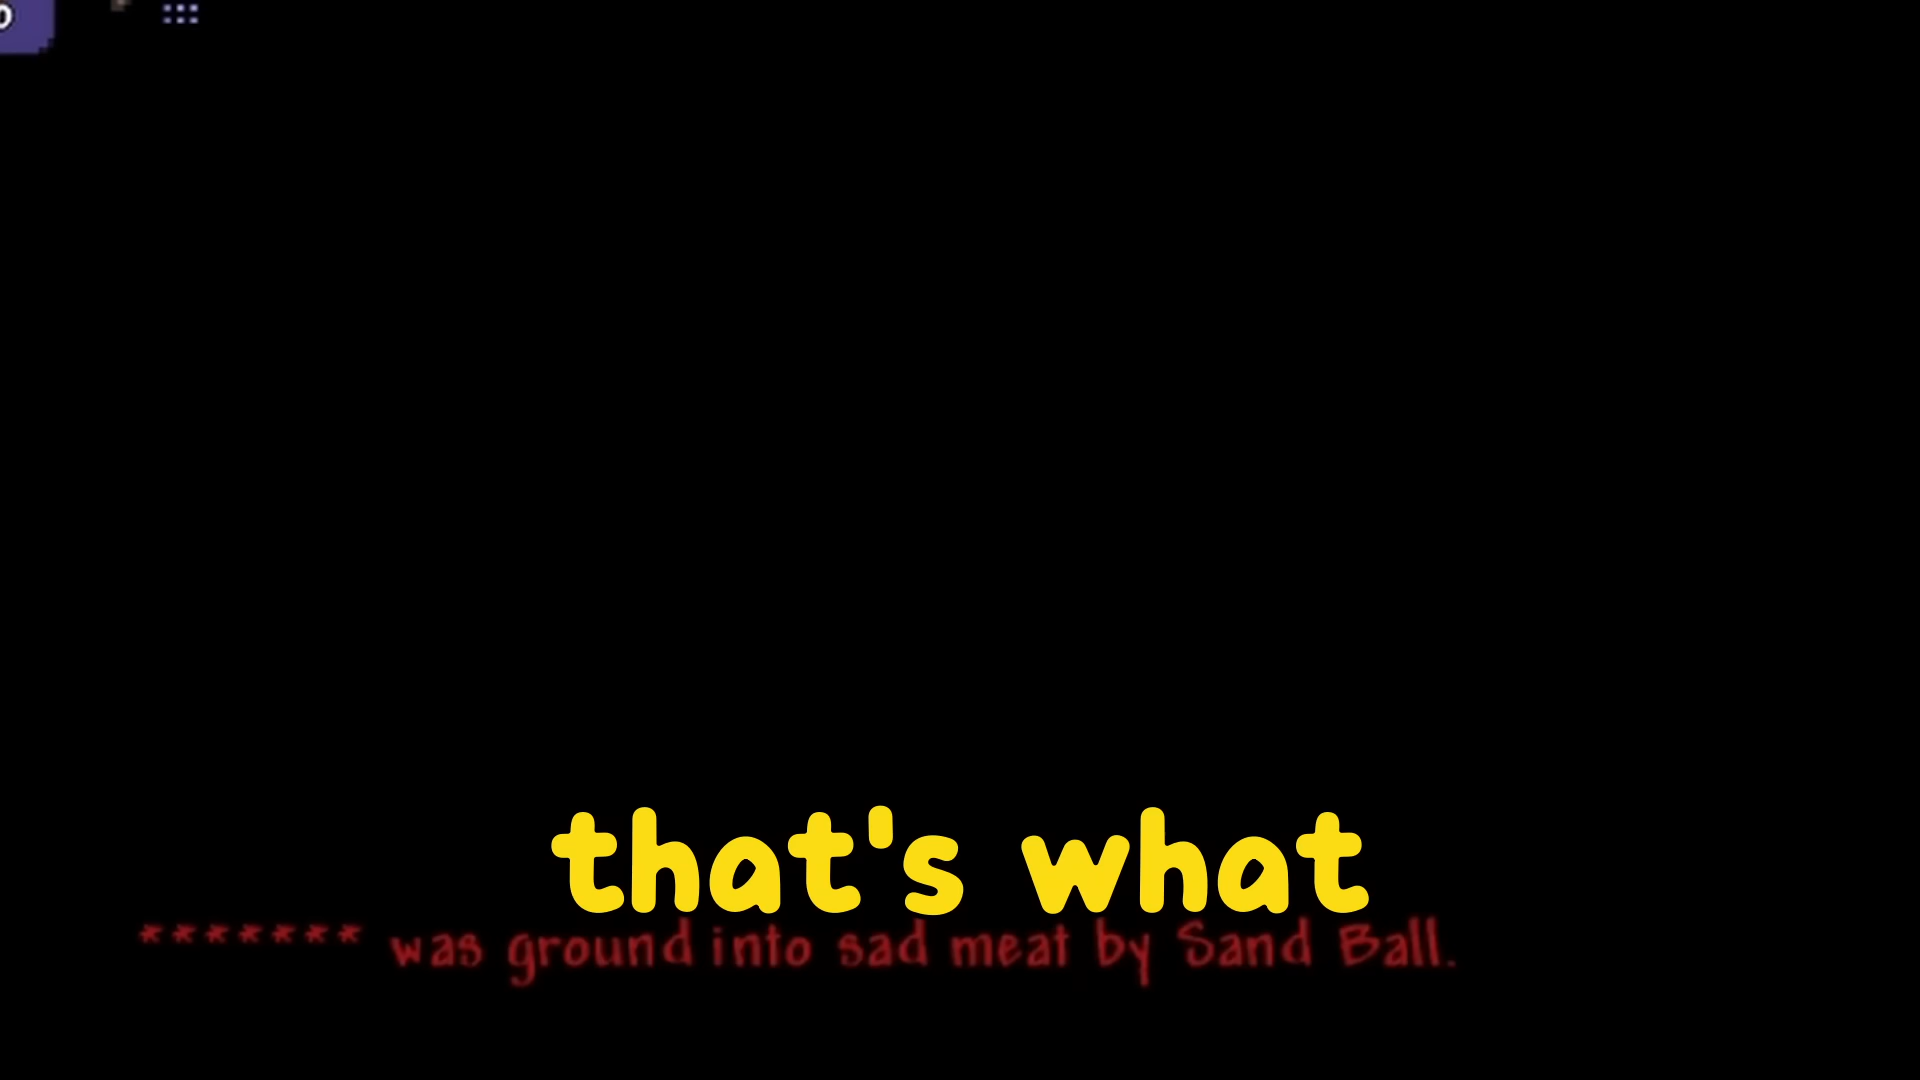 that's what
******* was ground into sad meat by Sand Ball.